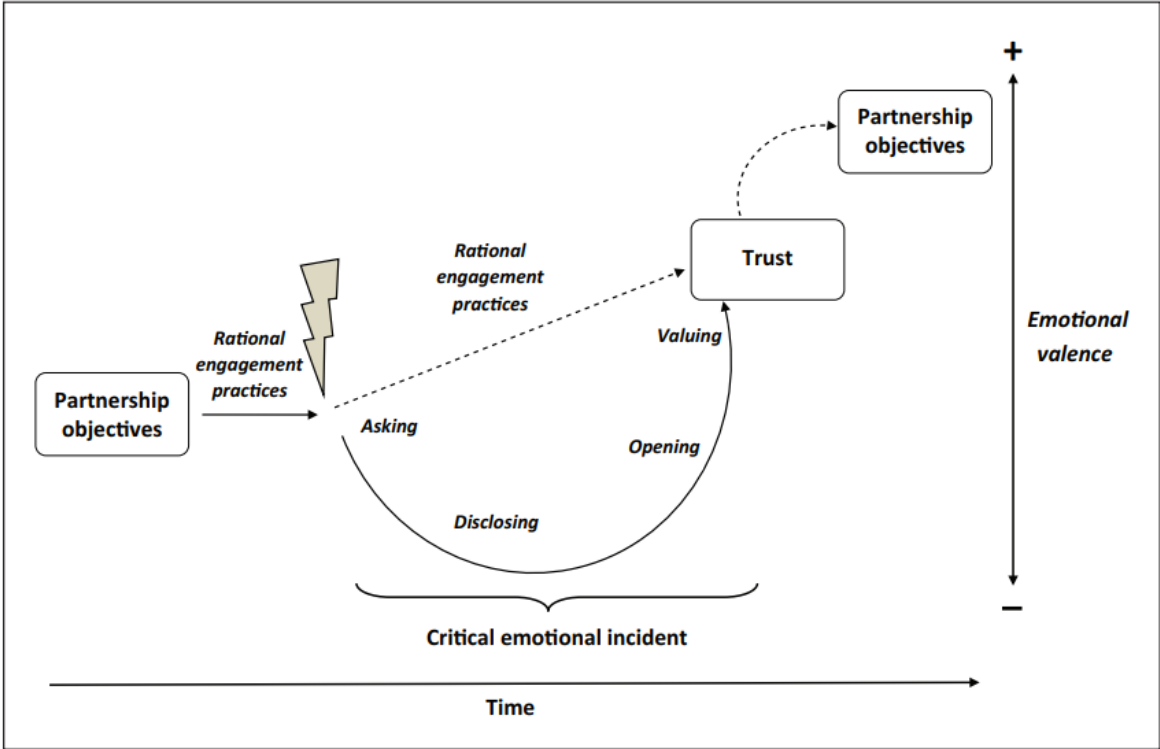 +
Partnership
objectives
Rational
engagement
practices
Trust
Rational
engagement
practices
Valuing
Emotional
valence
Partnership
objectives
Asking
Opening
Disclosing
–
Critical emotional incident
Time